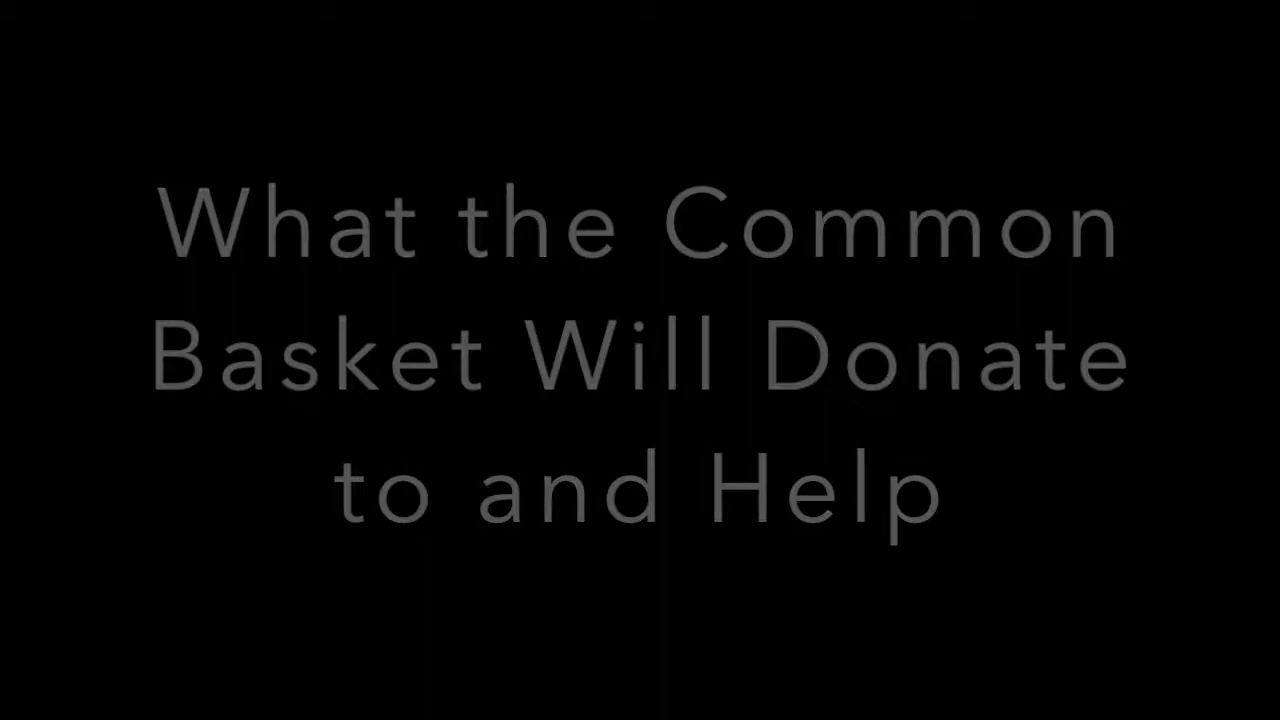 What the Common
Basket Will Donate
to and Help